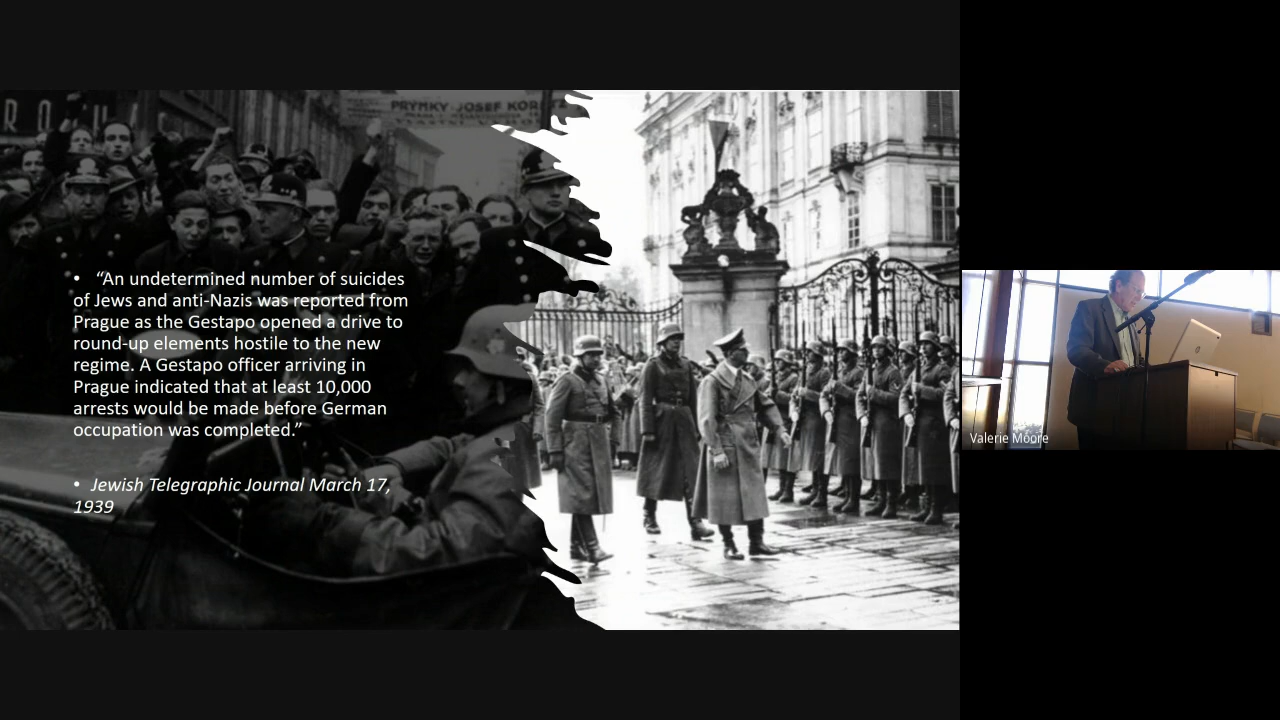 PRYMKY JOSEF
• “An undetermined number of suicides
of Jews and anti-Nazis was reported from
Prague as the Gestapo opened a drive to
round-up elements hostile to the new
regime. A Gestapo officer arriving in
Prague indicated that at least 10,000
arrests would be made before German
occupation was completed.”
• Jewish Telegraphic Journal March 17,
1939
Valerie Moore